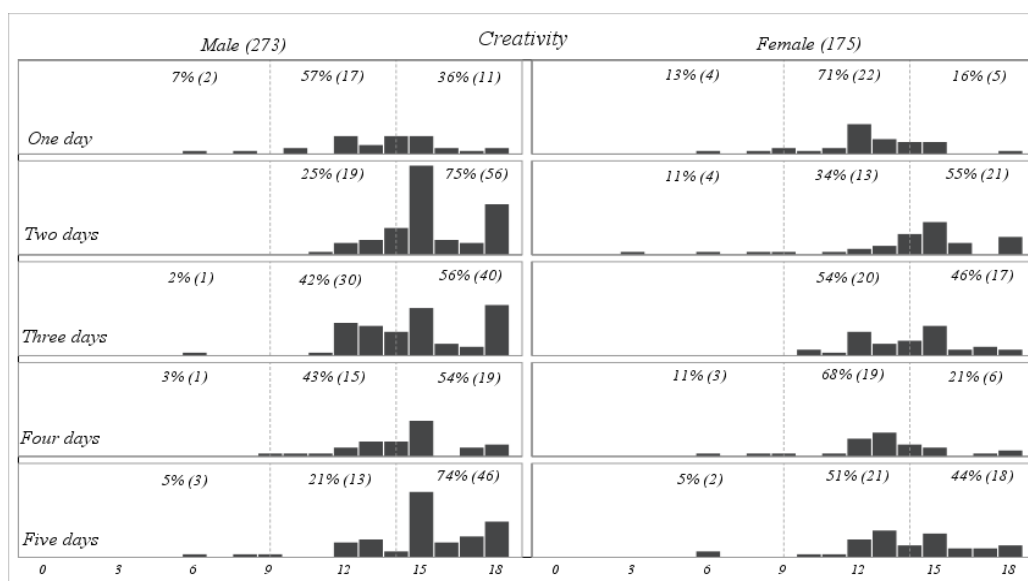 Creativity
Male (273) Female (175)
7% (2) 57% (17) 36% (11) 13% (4) 71% (22) 16% (5)
One day
25% (19) 75% (56) 11% (4) 34% (13) 55% (21)
Two days
2% (1) 42% (30) 56% (40) 54% (20) 46% (17)
Three days
3% (1) 43% (15) 54% (19) 11% (3) 68% (19) 21% (6)
Four days
5% (3) 21% (13) 74% (46) 5% (2) 51% (21) 44% (18)
Five days
0 3 6 9 12 15 18 0 3 6 9 12 15 18